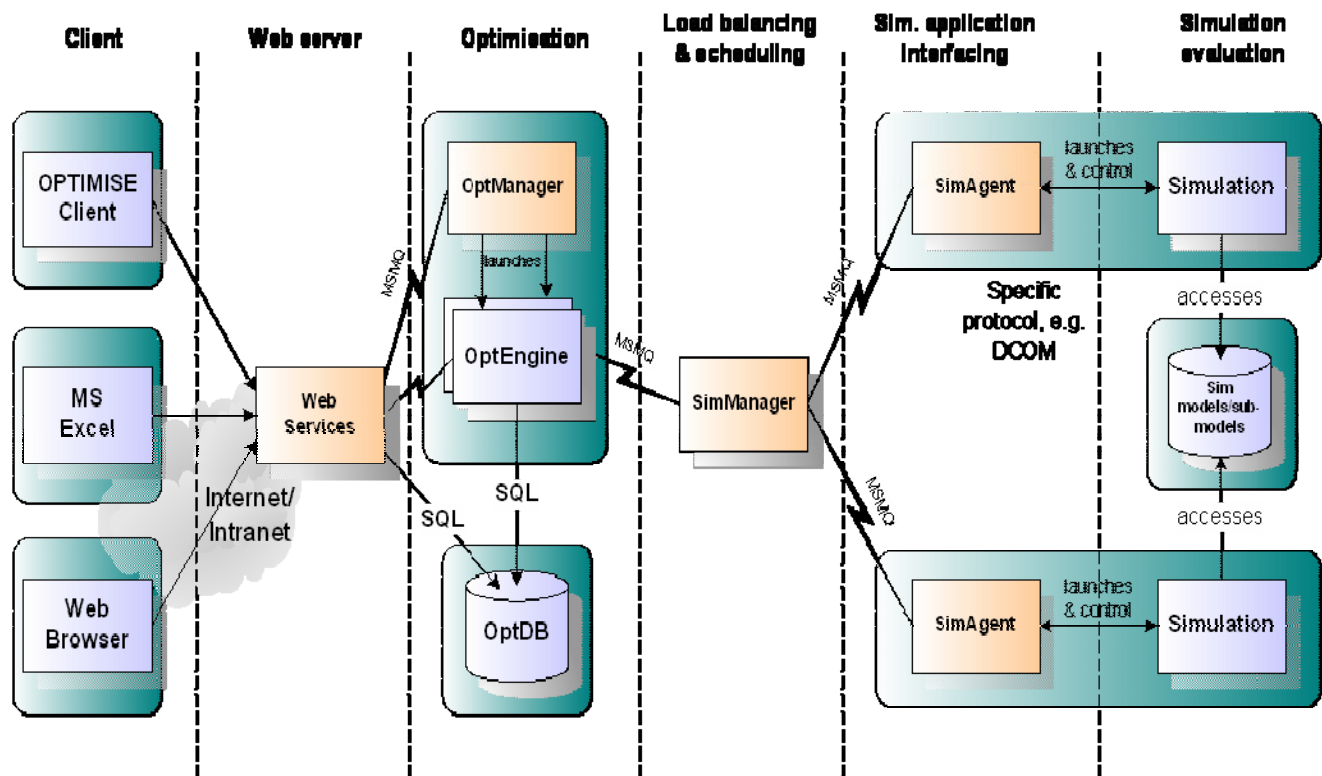 Client
Web server
Optimisation
Load balancing
& scheduling
Sim. application
interfacing
Simulation
evaluation
OPTIMISE
Client
MS
Excel
Web
Browser
Internet/
Intranet
Web
Services
MSMQ
OptManager
launches
OptEngine
SQL
SQL
OptDB
MSMQ
SimManager
MSMQ
MSMQ
SimAgent
launches
& control
Simulation
Specific
protocol, e.g.
DCOM
accesses
Sim
models/sub-
models
accesses
SimAgent
launches
& control
Simulation